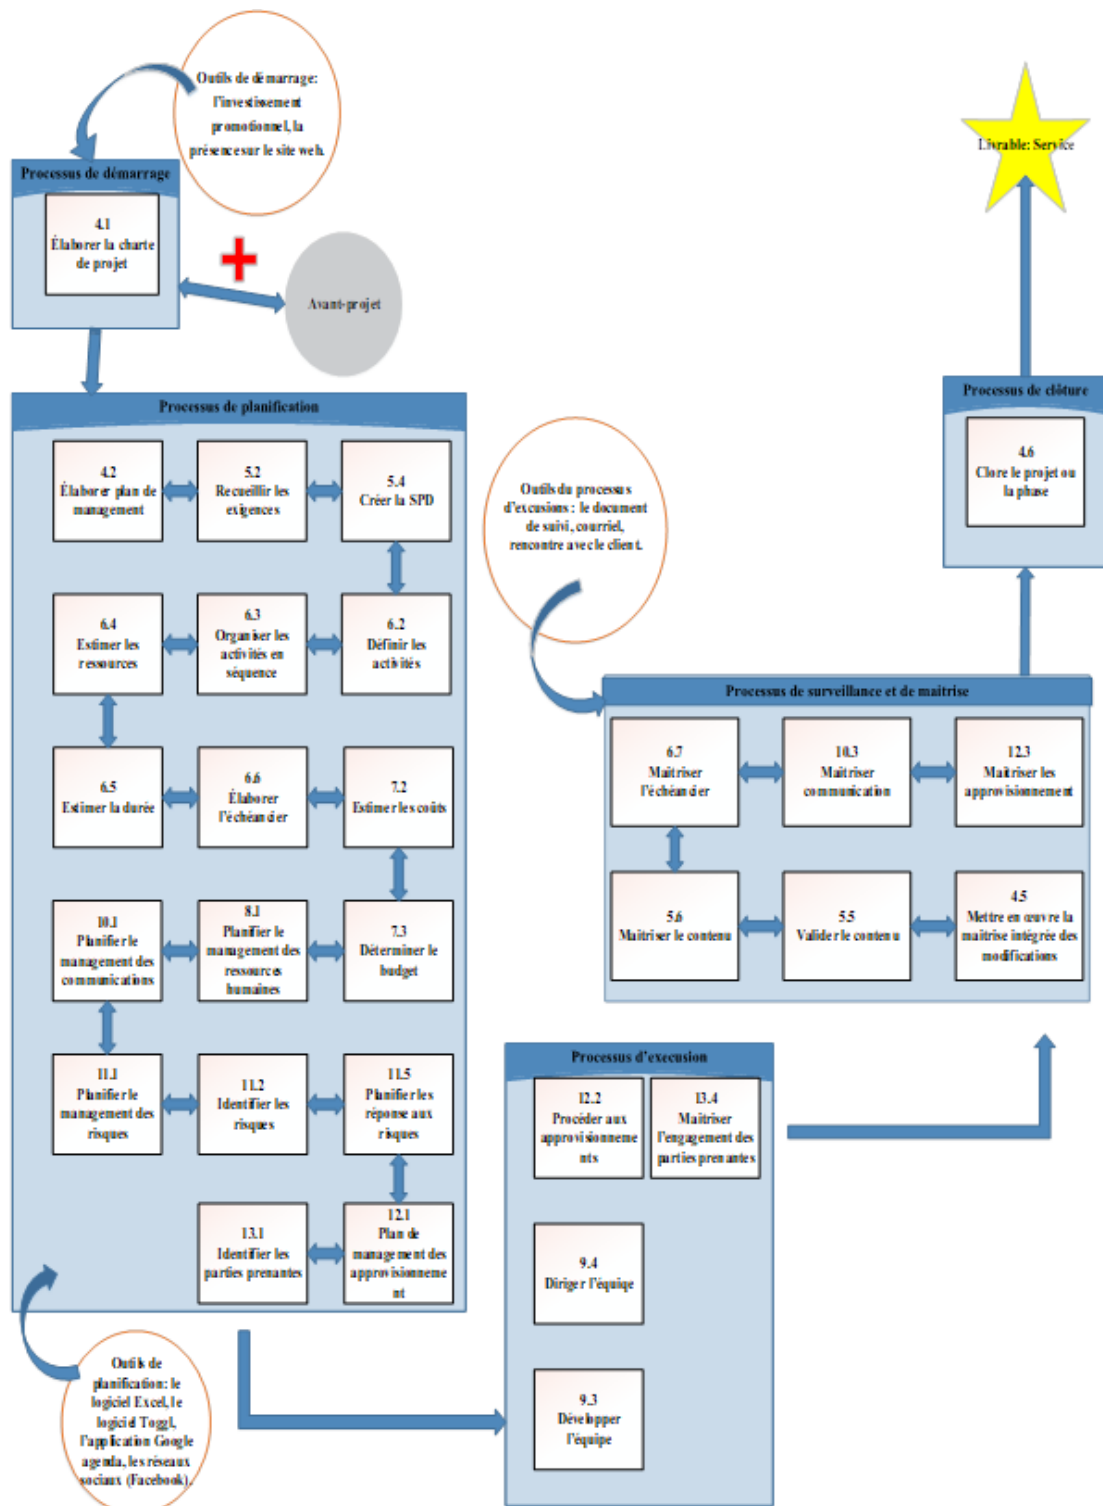 Outils de démarrage:
l'investissement
promotionnel, la
présence sur le site web.
Processus de démarrage
4.1
Élaborer la charte
de projet
Avant-projet
Livrable: Service
Processus de planification
4.2
Élaborer plan de
management
5.2
Recueillir les
exigences
5.4
Créer la SPD
6.4
Estimer les
ressources
6.3
Organiser les
activités en
séquence
6.2
Définir les
activités
6.5
Estimer la durée
6.6
Élaborer
l'échéancier
7.2
Estimer les coûts
10.1
Planifier le
management des
communications
8.1
Planifier le
management des
ressources
humaines
7.3
Déterminer le
budget
11.1
Planifier le
management des
risques
11.2
Identifier les
risques
11.5
Planifier les
réponse aux
risques
13.1
Identifier les
parties prenantes
12.1
Plan de
management des
approvisionneme
nt
Outils de
planification: le
logiciel Excel, le
logiciel Toggl,
l'application Google
agenda, les réseaux
sociaux (Facebook).
Outils du processus
d'excusions : le document
de suivi, courriel,
rencontre avec le client.
Processus de clôture
4.6
Clore le projet ou
la phase
Processus de surveillance et de maitrise
6.7
Maitriser
l'échéancier
10.3
Maitriser
communication
12.3
Maitriser les
approvisionnement
5.6
Maitriser le contenu
5.5
Valider le contenu
4.5
Mettre en œuvre la
maitrise intégrée des
modifications
Processus d'execusion
12.2
Procéder aux
approvisionneme
nts
13.4
Maitriser
l'engagement des
parties prenantes
9.4
Diriger l'équiqe
9.3
Développer
l'équipe